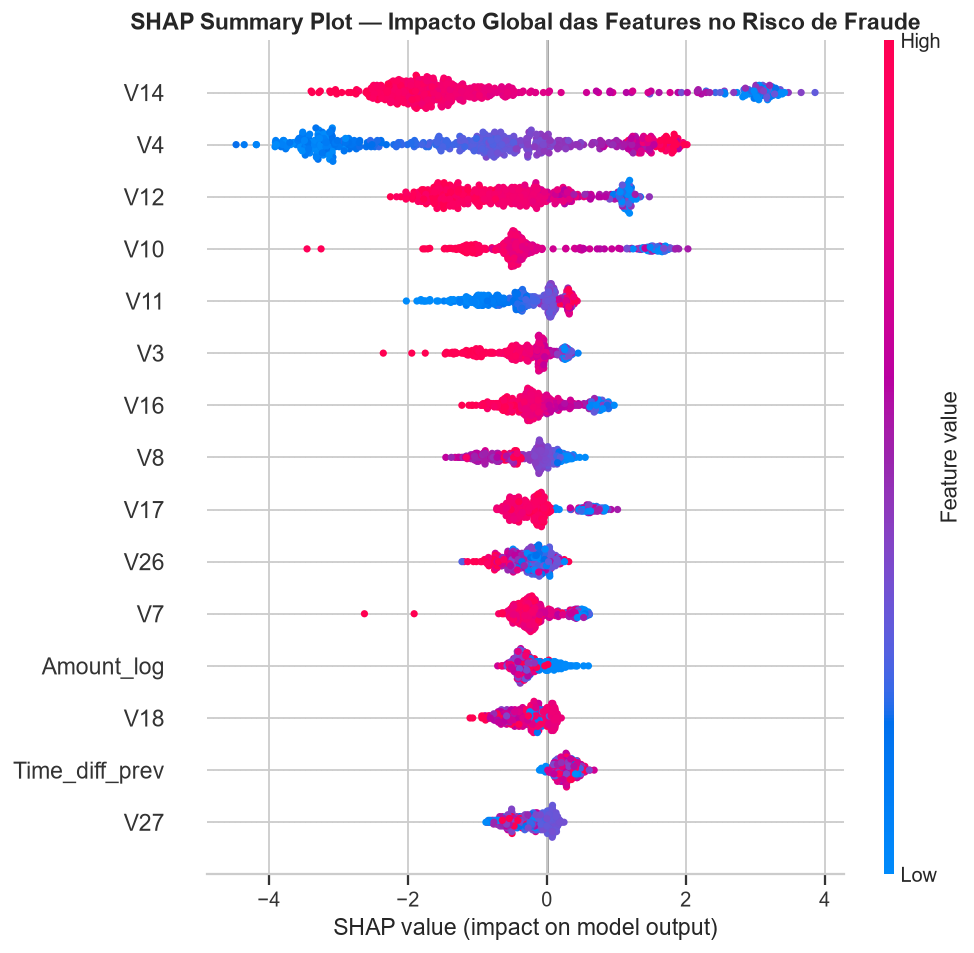 SHAP Summary Plot — Impacto Global das Features no Risco de Fraude
High
V14
V4
V12
V10
V11
V3
V16
V8
V17
V26
V7
Amount_log
V18
Time_diff_prev
V27
Feature value
Low
−4
−2
0
2
4
SHAP value (impact on model output)